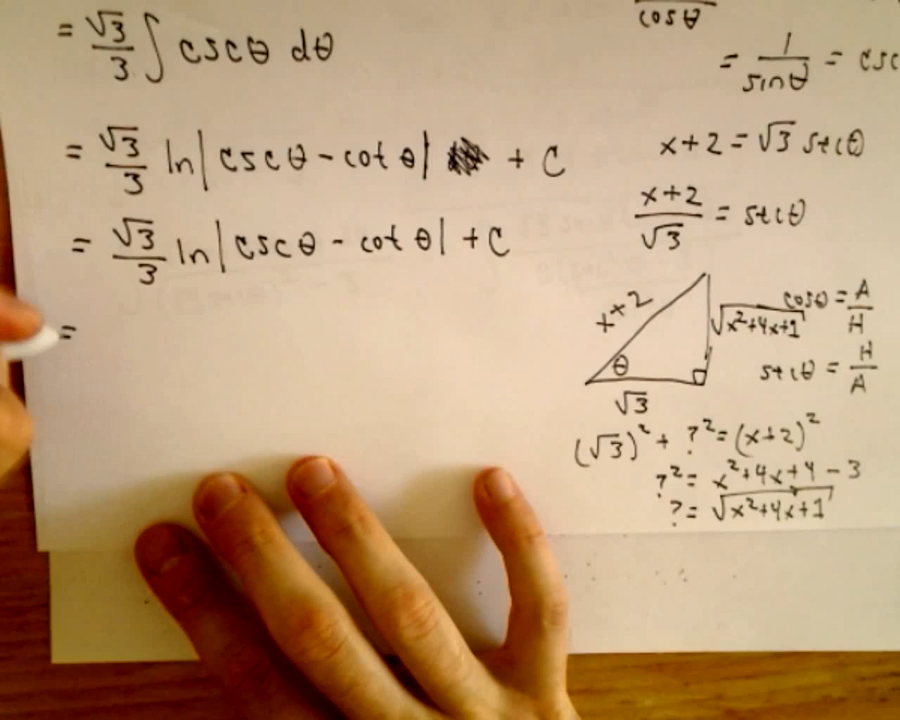 = √3/3 ∫ cscθ dθ
= √3/3 ln|cscθ - cot θ| + C
= √3/3 ln|cscθ - cot θ| + C
=
cosθ
= 1/sinθ = csc
x+2 = √3 secθ
x+2/√3 = secθ
x+2
θ
√3
√x²+4x+1
cosθ = A/H
secθ = H/A
(√3)² + ?² = (x+2)²
?² = x²+4x+4-3
? = √x²+4x+1